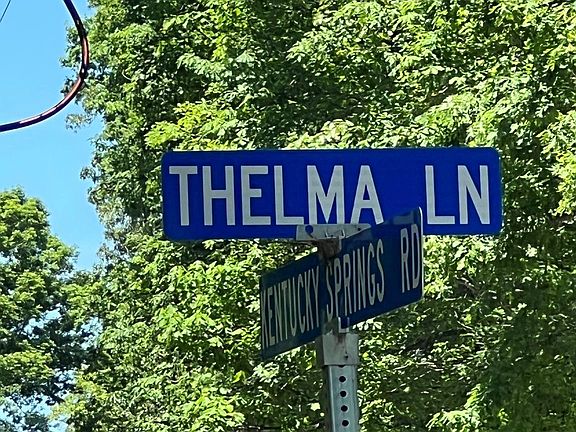 THELMA LN
KENTUCKY SPRINGS RD